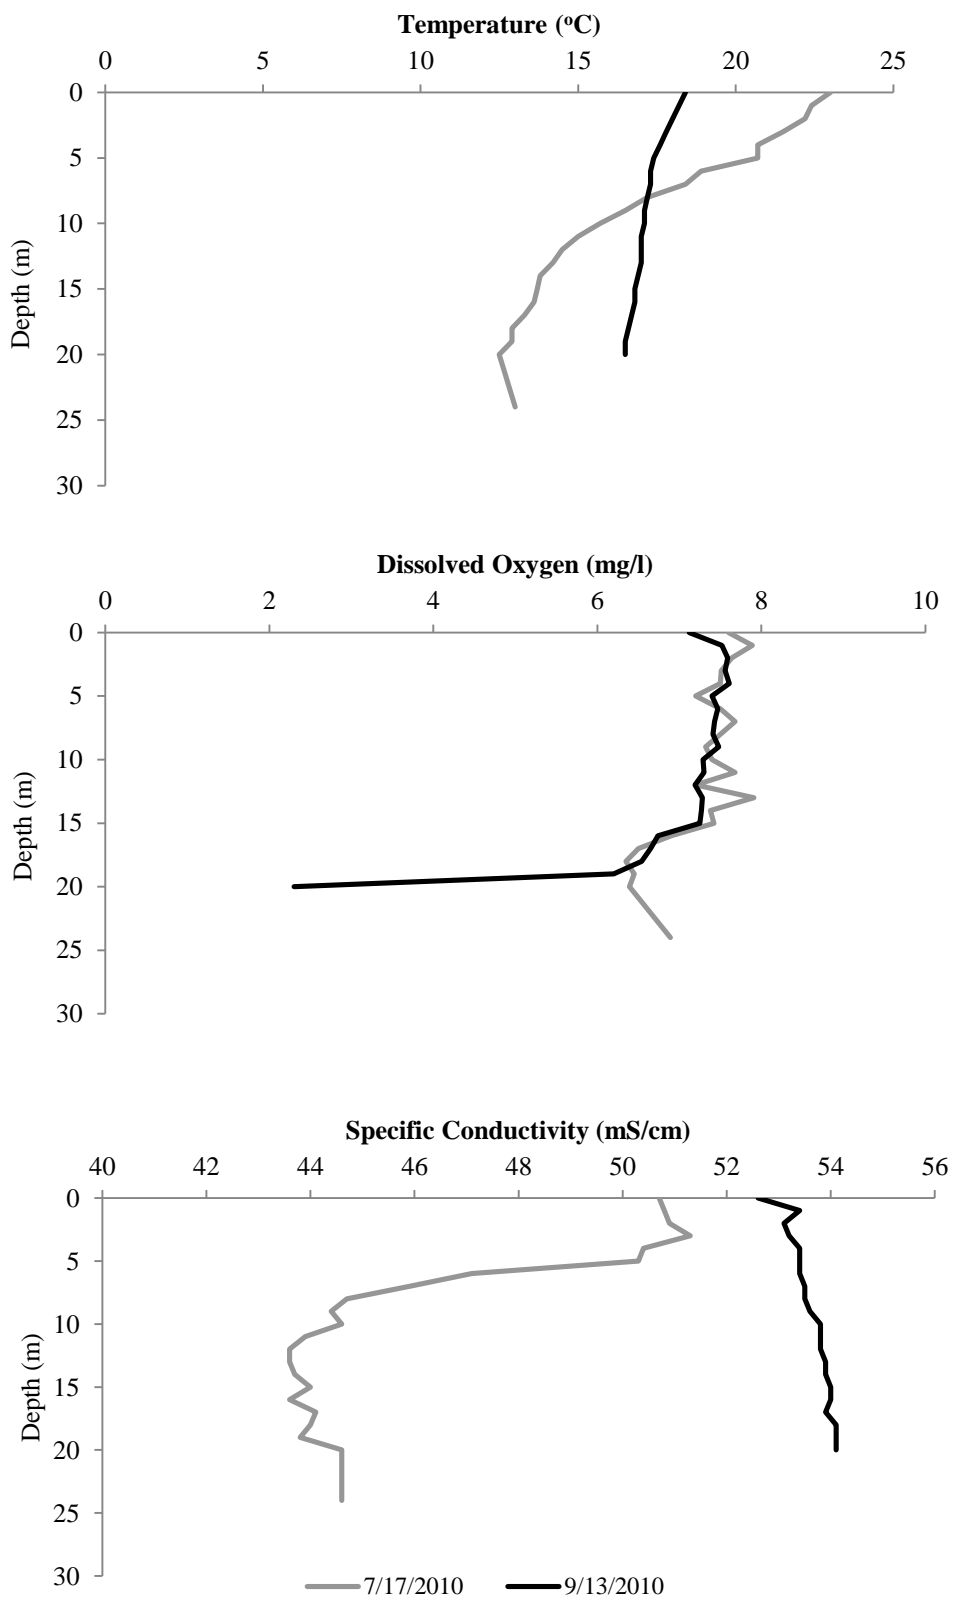 Temperature (ºC)
0 5 10 15 20 25
0
5
10
15
20
25
30
Depth (m)
Dissolved Oxygen (mg/l)
0 2 4 6 8 10
0
5
10
15
20
25
30
Depth (m)
Specific Conductivity (mS/cm)
40 42 44 46 48 50 52 54 56
0
5
10
15
20
25
30
Depth (m)
7/17/2010 9/13/2010